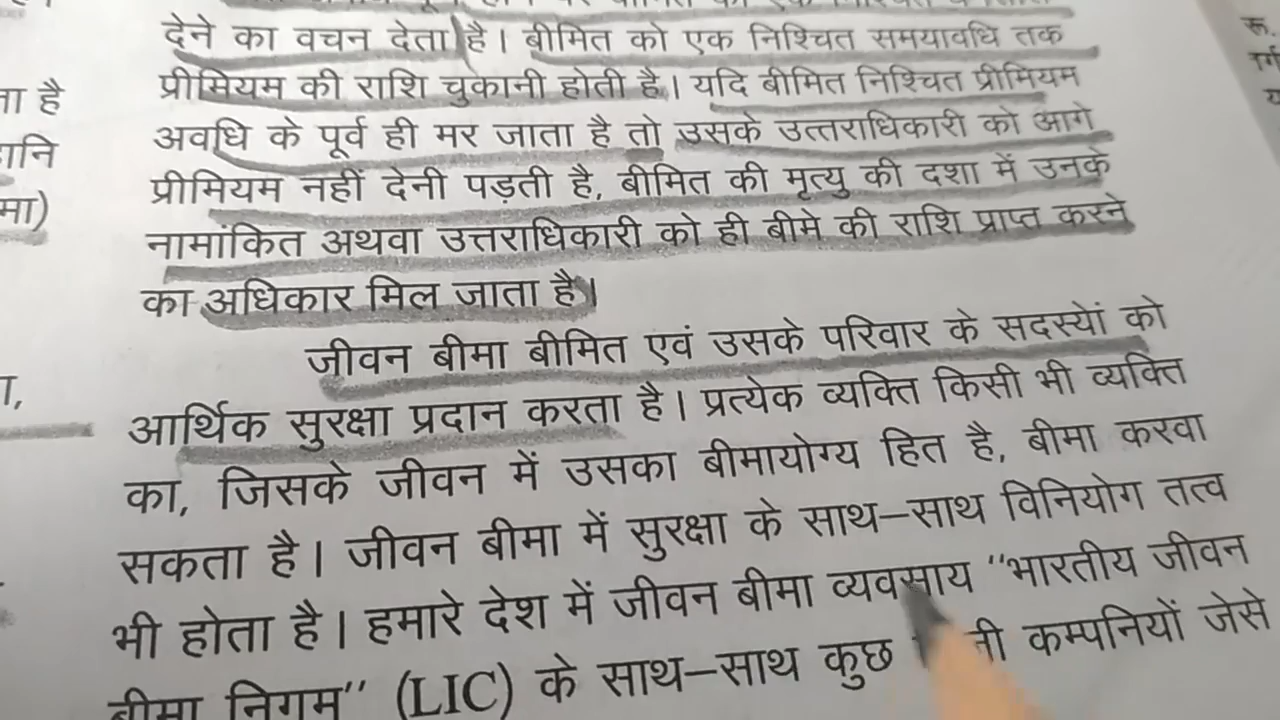 देने का वचन देता है। बीमित को एक निश्चित समयावधि तक
प्रीमियम की राशि चुकानी होती है। यदि बीमित निश्चित प्रीमियम
अवधि के पूर्व ही मर जाता है तो उसके उत्तराधिकारी को आगे
प्रीमियम नहीं देनी पड़ती है, बीमित की मृत्यु की दशा में उनके
नामांकित अथवा उत्तराधिकारी को ही बीमे की राशि प्राप्त करने
का अधिकार मिल जाता है।
जीवन बीमा बीमित एवं उसके परिवार के सदस्यों को
आर्थिक सुरक्षा प्रदान करता है। प्रत्येक व्यक्ति किसी भी व्यक्ति
का, जिसके जीवन में उसका बीमायोग्य हित है, बीमा करवा
सकता है। जीवन बीमा में सुरक्षा के साथ–साथ विनियोग तत्व
भी होता है। हमारे देश में जीवन बीमा व्यवसाय "भारतीय जीवन
बीमा निगम" (LIC) के साथ–साथ कुछ कम्पनियों जेसे